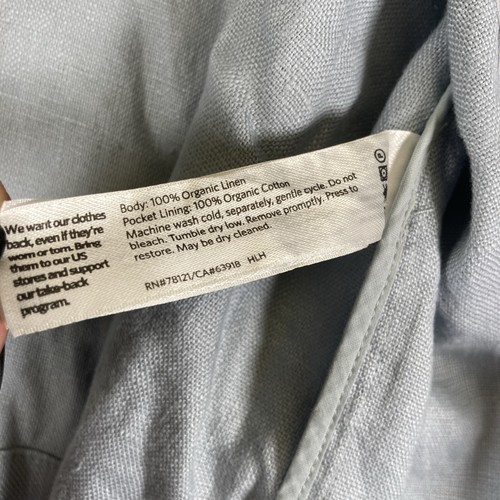 We want our clothes
back, even if they're
worn or torn. Bring
them to our US
stores and support
our take-back
program.
Body: 100% Organic Linen
Pocket Lining: 100% Organic Cotton
Machine wash cold, separately, gentle cycle. Do not
bleach. Tumble dry low. Remove promptly. Press to
restore. May be dry cleaned.
RN#78121/CA#63918 HLH